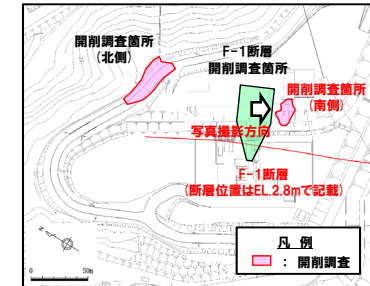 開削調査箇所
(北側)
F-1断層
開削調査箇所
開削調査箇所
(南側)
写真撮影方向
F-1断層
(断層位置はEL.2.8mで記載)
N
0 50m
凡 例
: 開削調査